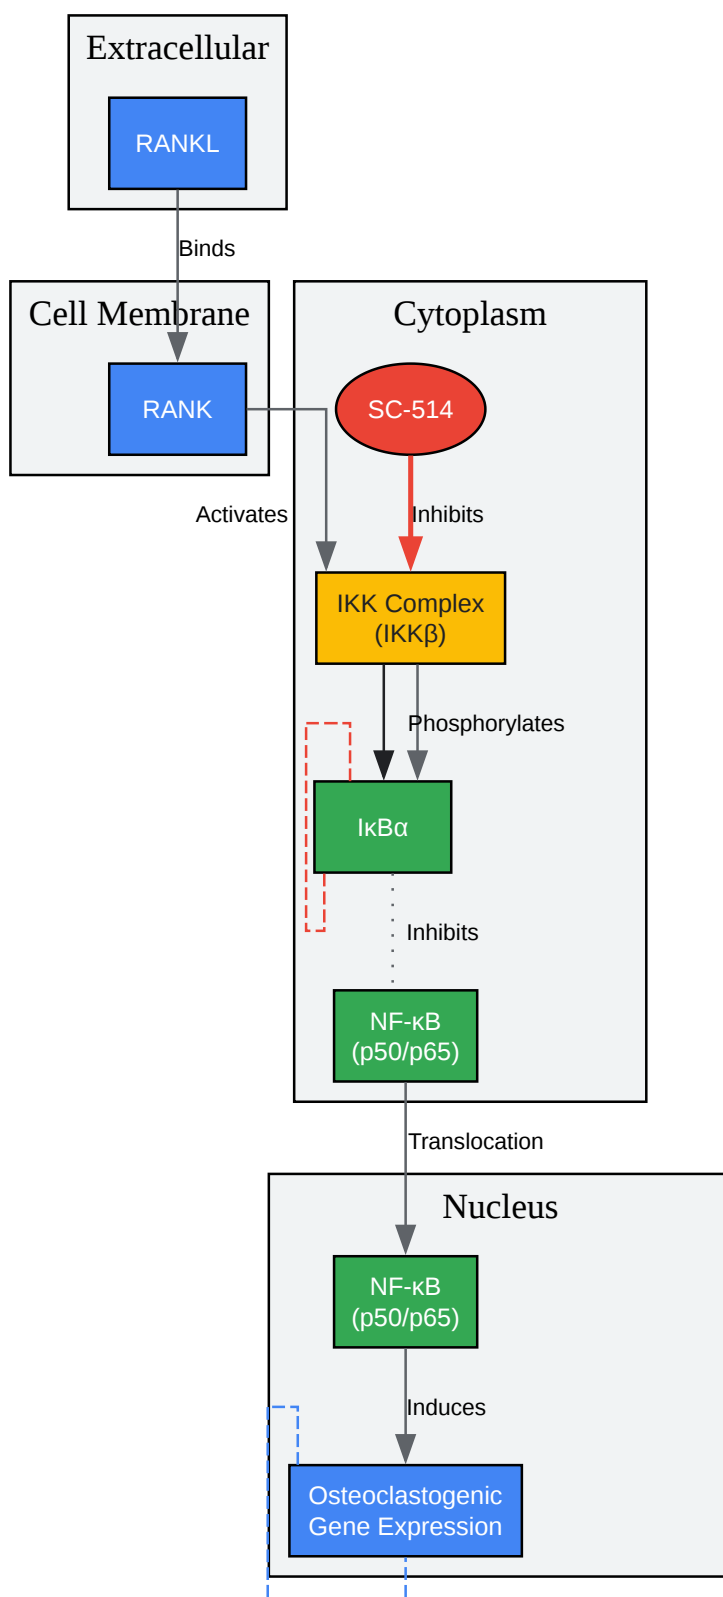 Extracellular
RANKL
Binds
Cell Membrane
Cytoplasm
RANK
SC-514
Activates
Inhibits
IKK Complex
(IKKβ)
Phosphorylates
IκBα
Inhibits
NF-κB
(p50/p65)
Translocation
Nucleus
NF-κB
(p50/p65)
Induces
Osteoclastogenic
Gene Expression